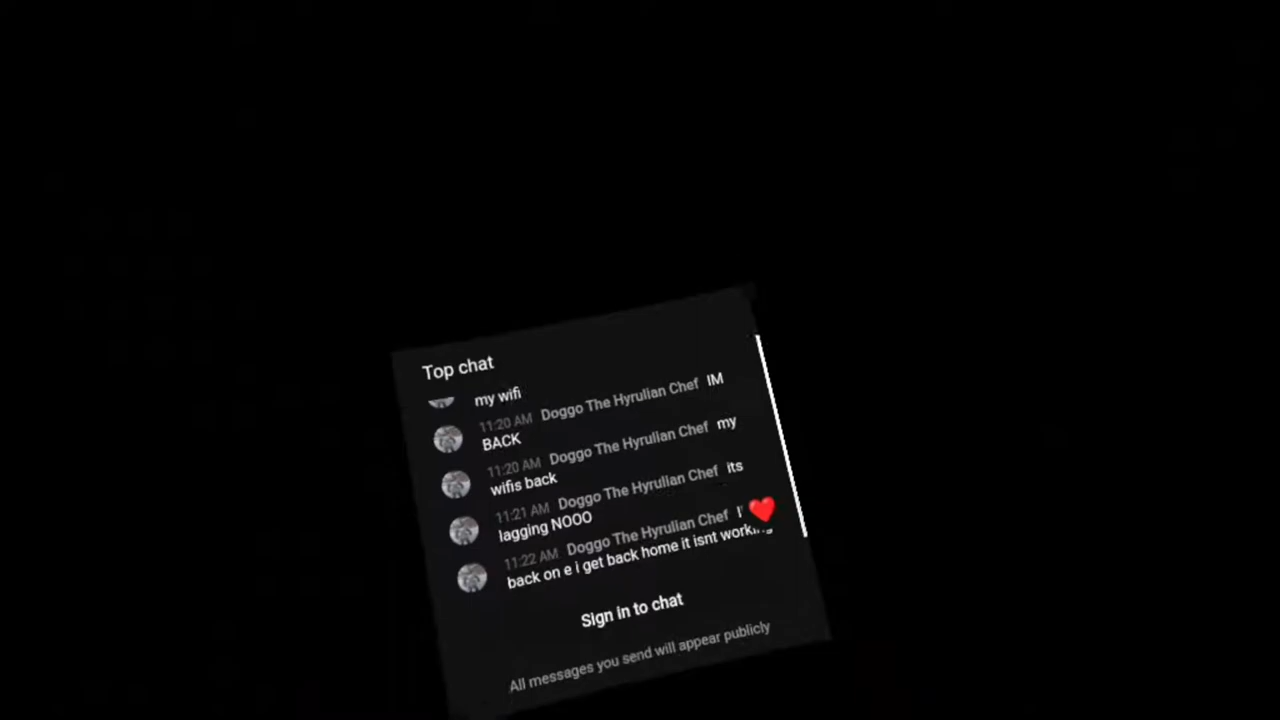 Top chat
my wifi
11:20 AM Doggo The Hyrulian Chef IM
BACK
11:20 AM Doggo The Hyrulian Chef my
wifis back
11:21 AM Doggo The Hyrulian Chef its
lagging NOOO
11:22 AM Doggo The Hyrulian Chef
back on e i get back home it isnt
Sign in to chat
All messages you send will appear publicly